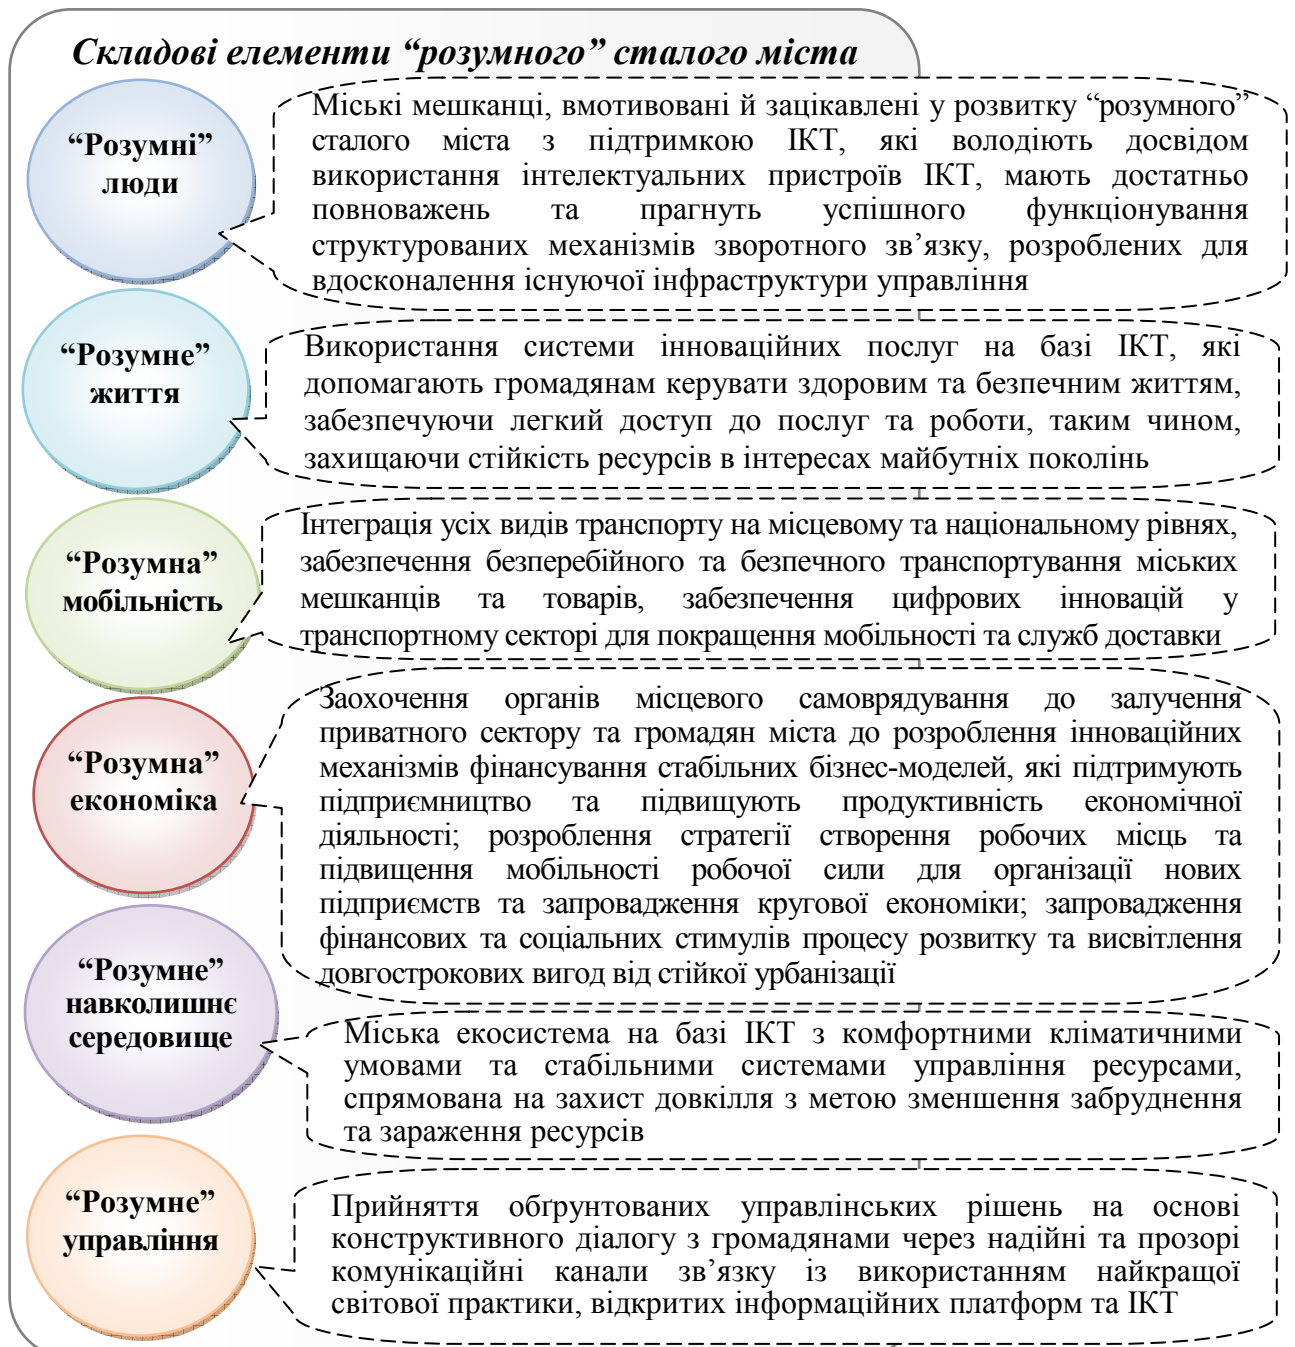 Складові елементи “розумного” сталого міста
“Розумні”
люди
Міські мешканці, вмотивовані й зацікавлені у розвитку “розумного”
сталого міста з підтримкою ІКТ, які володіють досвідом
використання інтелектуальних пристроїв ІКТ, мають достатньо
повноважень та прагнуть успішного функціонування
структурованих механізмів зворотного зв’язку, розроблених для
вдосконалення існуючої інфраструктури управління
“Розумне”
життя
Використання системи інноваційних послуг на базі ІКТ, які
допомагають громадянам керувати здоровим та безпечним життям,
забезпечуючи легкий доступ до послуг та роботи, таким чином,
захищаючи стійкість ресурсів в інтересах майбутніх поколінь
“Розумна”
мобільність
Інтеграція усіх видів транспорту на місцевому та національному рівнях,
забезпечення безперебійного та безпечного транспортування міських
мешканців та товарів, забезпечення цифрових інновацій у
транспортному секторі для покращення мобільності та служб доставки
“Розумна”
економіка
Заохочення органів місцевого самоврядування до залучення
приватного сектору та громадян міста до розроблення інноваційних
механізмів фінансування стабільних бізнес-моделей, які підтримують
підприємництво та підвищують продуктивність економічної
діяльності; розроблення стратегії створення робочих місць та
підвищення мобільності робочої сили для організації нових
підприємств та запровадження кругової економіки; запровадження
фінансових та соціальних стимулів процесу розвитку та висвітлення
довгострокових вигод від стійкої урбанізації
“Розумне”
навколишнє
середовище
Міська екосистема на базі ІКТ з комфортними кліматичними
умовами та стабільними системами управління ресурсами,
спрямована на захист довкілля з метою зменшення забруднення
та зараження ресурсів
“Розумне”
управління
Прийняття обґрунтованих управлінських рішень на основі
конструктивного діалогу з громадянами через надійні та прозорі
комунікаційні канали зв’язку із використанням найкращої
світової практики, відкритих інформаційних платформ та ІКТ